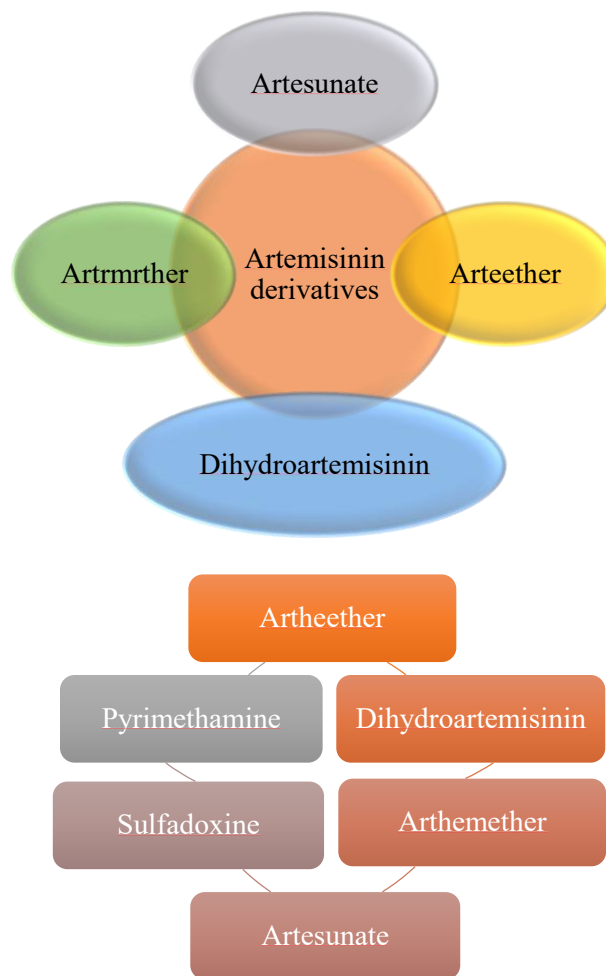 Artesunate
Artrmrther
Artemisinin
derivatives
Arteether
Dihydroartemisinin
Artheether
Pyrimethamine
Dihydroartemisinin
Sulfadoxine
Arthemether
Artesunate